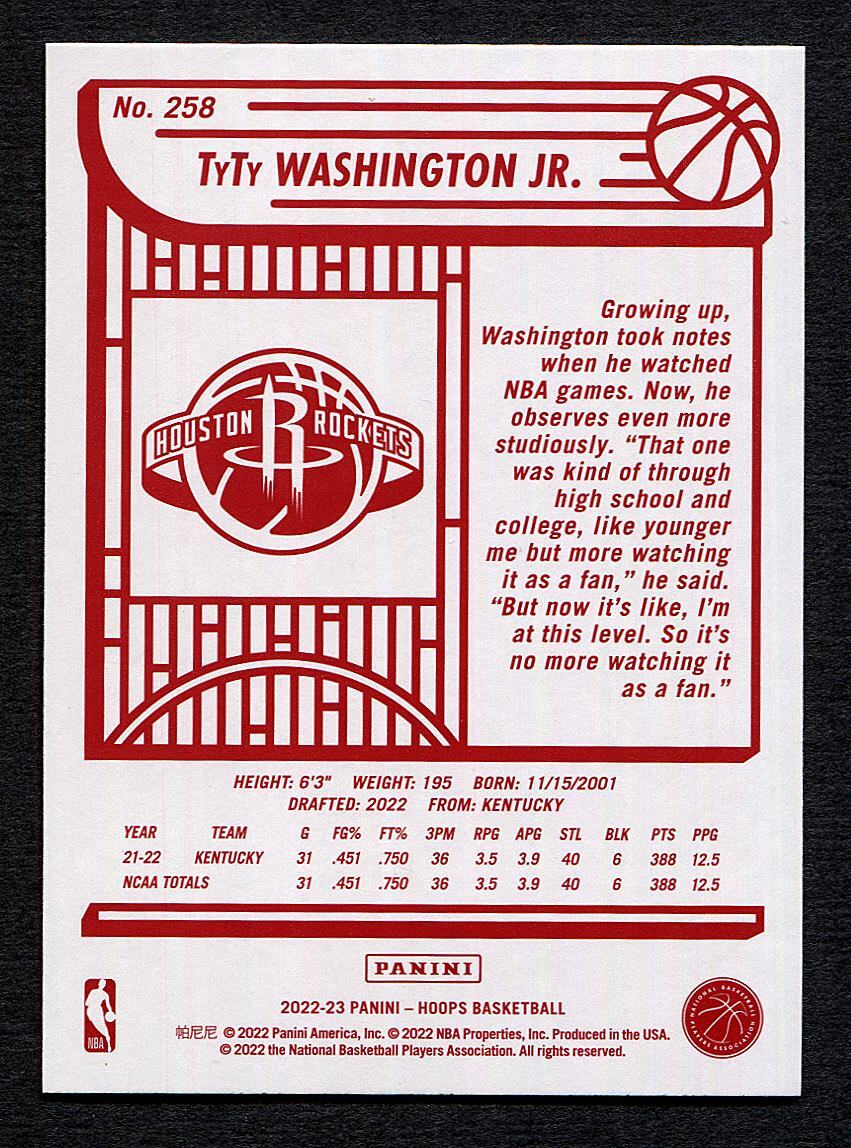 No. 258
TyTy WASHINGTON JR.
HOUSTON R ROCKETS
Growing up,
Washington took notes
when he watched
NBA games. Now, he
observes even more
studiously. “That one
was kind of through
high school and
college, like younger
me but more watching
it as a fan,” he said.
“But now it’s like, I’m
at this level. So it’s
no more watching it
as a fan.”
HEIGHT: 6'3" WEIGHT: 195 BORN: 11/15/2001
DRAFTED: 2022 FROM: KENTUCKY
YEAR TEAM G FG% FT% 3PM RPG APG STL BLK PTS PPG
21-22 KENTUCKY 31 .451 .750 36 3.5 3.9 40 6 388 12.5
NCAA TOTALS 31 .451 .750 36 3.5 3.9 40 6 388 12.5
PANINI
2022-23 PANINI – HOOPS BASKETBALL
帕尼尼 © 2022 Panini America, Inc. © 2022 NBA Properties, Inc. Produced in the USA.
© 2022 the National Basketball Players Association. All rights reserved.
NBA
NATIONAL BASKETBALL
PLAYERS ASSOCIATION